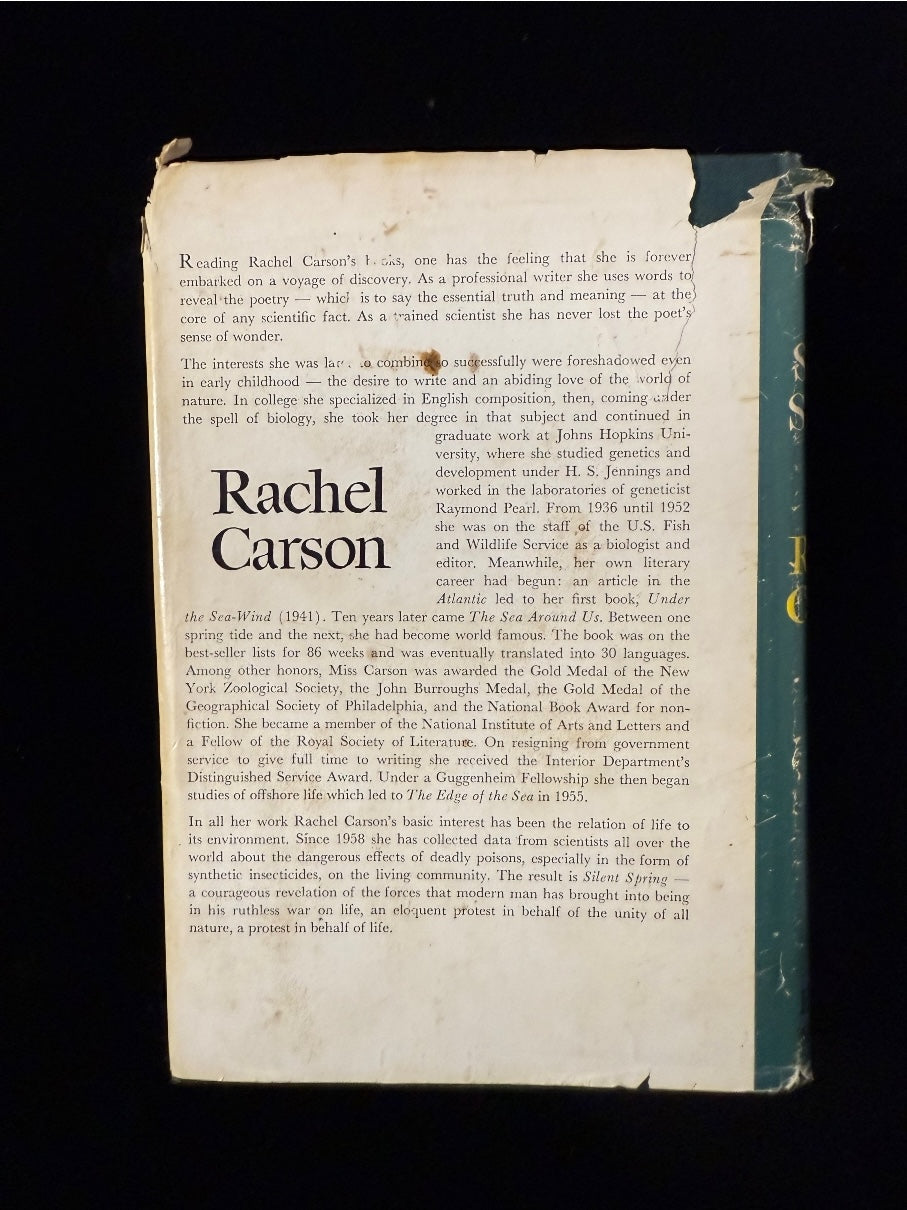 Reading Rachel Carson's books, one has the feeling that she is forever
embarked on a voyage of discovery. As a professional writer she uses words to
reveal the poetry — which is to say the essential truth and meaning — at the
core of any scientific fact. As a trained scientist she has never lost the poet's
sense of wonder.
The interests she was later to combine so successfully were foreshadowed even
in early childhood — the desire to write and an abiding love of the world of
nature. In college she specialized in English composition, then, coming under
the spell of biology, she took her degree in that subject and continued in
graduate work at Johns Hopkins Uni-
versity, where she studied genetics and
development under H. S. Jennings and
worked in the laboratories of geneticist
Raymond Pearl. From 1936 until 1952
she was on the staff of the U.S. Fish
and Wildlife Service as a biologist and
editor. Meanwhile, her own literary
career had begun: an article in the
Atlantic led to her first book, Under
Rachel
Carson
the Sea-Wind (1941). Ten years later came The Sea Around Us. Between one
spring tide and the next, she had become world famous. The book was on the
best-seller lists for 86 weeks and was eventually translated into 30 languages.
Among other honors, Miss Carson was awarded the Gold Medal of the New
York Zoological Society, the John Burroughs Medal, the Gold Medal of the
Geographical Society of Philadelphia, and the National Book Award for non-
fiction. She became a member of the National Institute of Arts and Letters and
a Fellow of the Royal Society of Literature. On resigning from government
service to give full time to writing she received the Interior Department's
Distinguished Service Award. Under a Guggenheim Fellowship she then began
studies of offshore life which led to The Edge of the Sea in 1955.
In all her work Rachel Carson's basic interest has been the relation of life to
its environment. Since 1958 she has collected data from scientists all over the
world about the dangerous effects of deadly poisons, especially in the form of
synthetic insecticides, on the living community. The result is Silent Spring —
a courageous revelation of the forces that modern man has brought into being
in his ruthless war on life, an eloquent protest in behalf of the unity of all
nature, a protest in behalf of life.